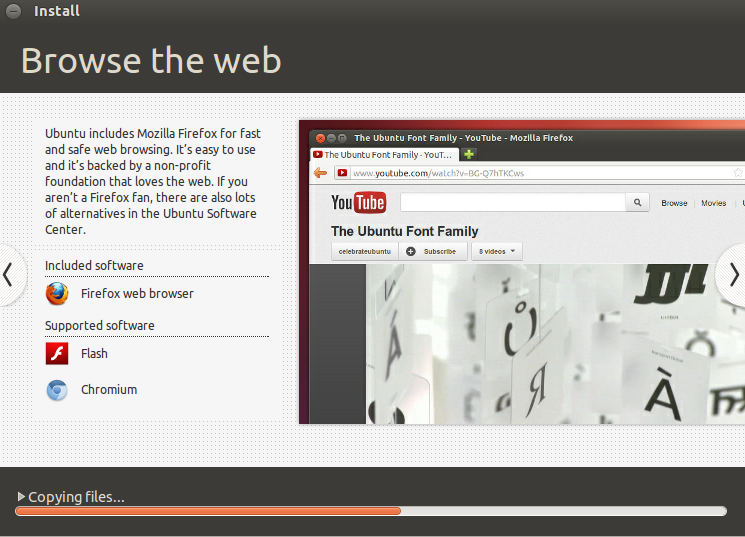 Install
Browse the web
Ubuntu includes Mozilla Firefox for fast
and safe web browsing. It's easy to use
and it's backed by a non-profit
foundation that loves the web. If you
aren't a Firefox fan, there are also lots
of alternatives in the Ubuntu Software
Center.
Included software
Firefox web browser
Supported software
Flash
Chromium
The Ubuntu Font Family - YouTube - Mozilla Firefox
The Ubuntu Font Family - YouT...
www.youtube.com/watch?v=BG-Q7hTKCws
YouTube
Browse
Movies
U
The Ubuntu Font Family
celebrateubuntu
Subscribe
8 videos
Å
Я
À
Copying files...